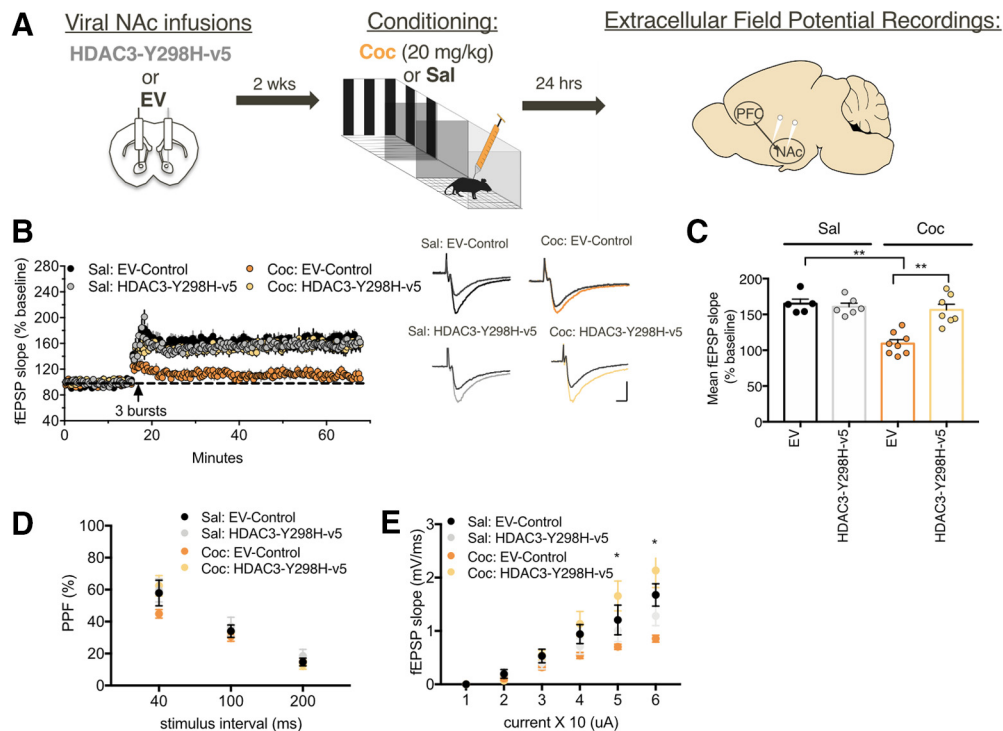 A
Viral NAc infusions
HDAC3-Y298H-v5
or
EV
2 wks
Conditioning:
Coc (20 mg/kg)
or Sal
24 hrs
Extracellular Field Potential Recordings:
PFC
NAc
B
fEPSP slope (% baseline)
280
240
200
160
120
80
40
Sal: EV-Control
Coc: EV-Control
Sal: HDAC3-Y298H-v5
Coc: HDAC3-Y298H-v5
3 bursts
0
20
40
60
Minutes
Sal: EV-Control
Coc: EV-Control
Sal: HDAC3-Y298H-v5
Coc: HDAC3-Y298H-v5
C
Sal
Coc
**
**
Mean fEPSP slope
(% baseline)
200
150
100
50
0
EV
HDAC3-Y298H-v5
EV
HDAC3-Y298H-v5
D
PPF (%)
100
80
60
40
20
0
Sal: EV-Control
Sal: HDAC3-Y298H-v5
Coc: EV-Control
Coc: HDAC3-Y298H-v5
40
100
200
stimulus interval (ms)
E
fEPSP slope (mV/ms)
3
2
1
0
Sal: EV-Control
Sal: HDAC3-Y298H-v5
Coc: EV-Control
Coc: HDAC3-Y298H-v5
*
*
1
2
3
4
5
6
current X 10 (uA)